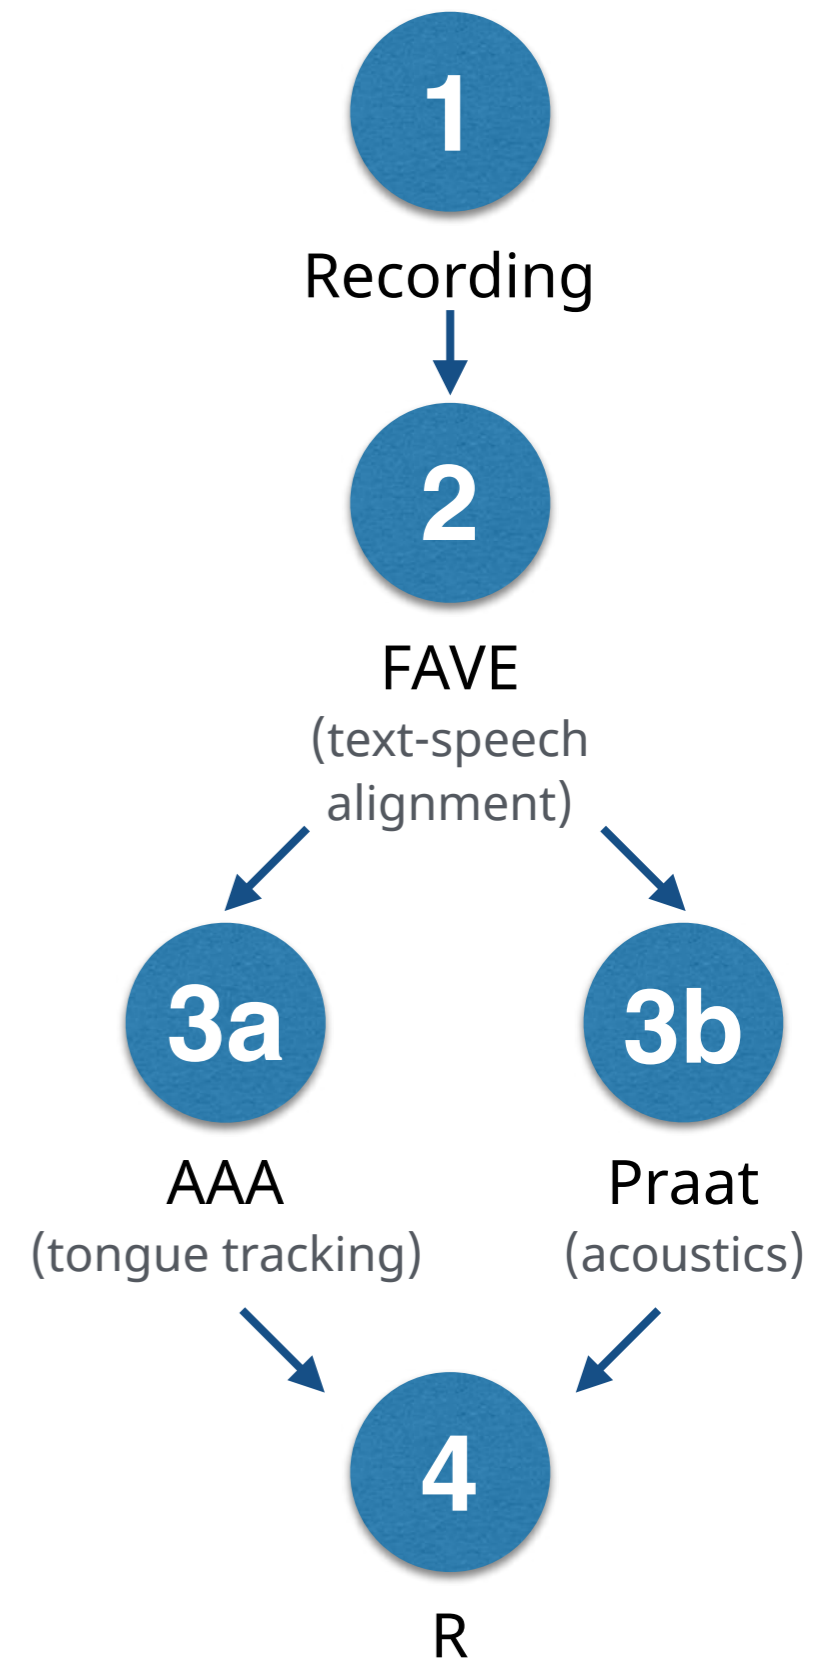 1
Recording
2
FAVE
(text-speech
alignment)
3a
3b
AAA
Praat
(tongue tracking)
(acoustics)
4
R